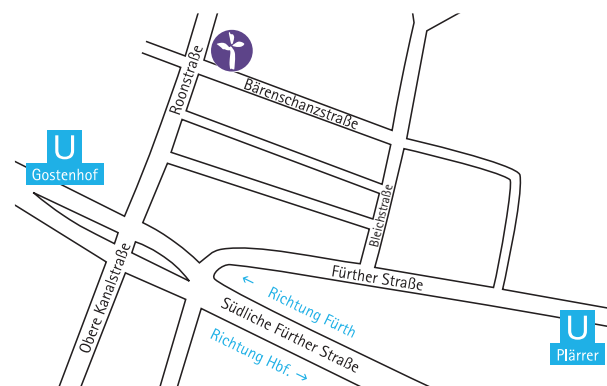 Roonstraße
Bärenschanzstraße
U
Gostenhof
Bleichstraße
Obere Kanalstraße
Fürther Straße
← Richtung Fürth
Südliche Fürther Straße
Richtung Hbf. →
U
Plärrer